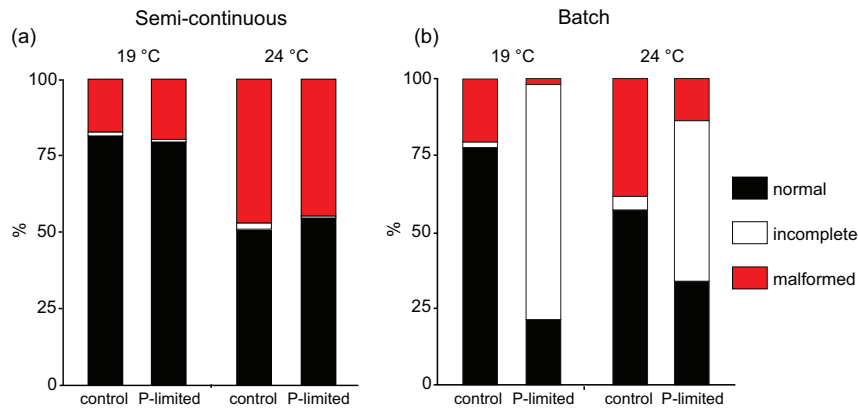 Semi-continuous
Batch
(a)
(b)
19 °C
24 °C
19 °C
24 °C
100
75
50
25
0
%
control
P-limited
control
P-limited
100
75
50
25
0
%
control
P-limited
control
P-limited
normal
incomplete
malformed